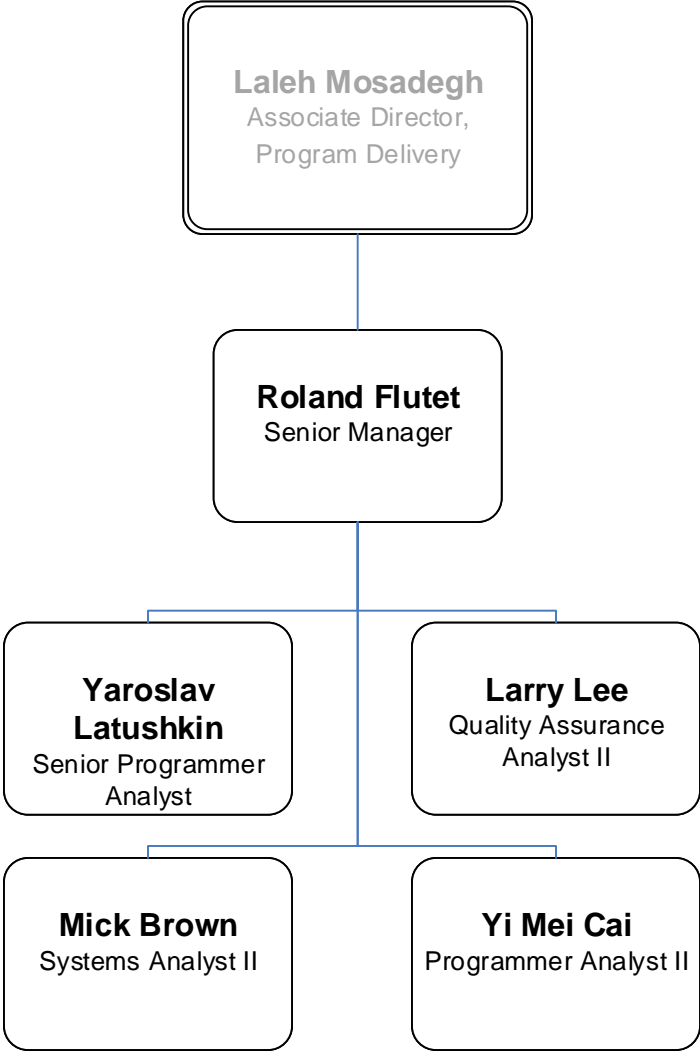 Laleh Mosadegh
Associate Director,
Program Delivery
Roland Flutet
Senior Manager
Yaroslav
Latushkin
Senior Programmer
Analyst
Larry Lee
Quality Assurance
Analyst II
Mick Brown
Systems Analyst II
Yi Mei Cai
Programmer Analyst II